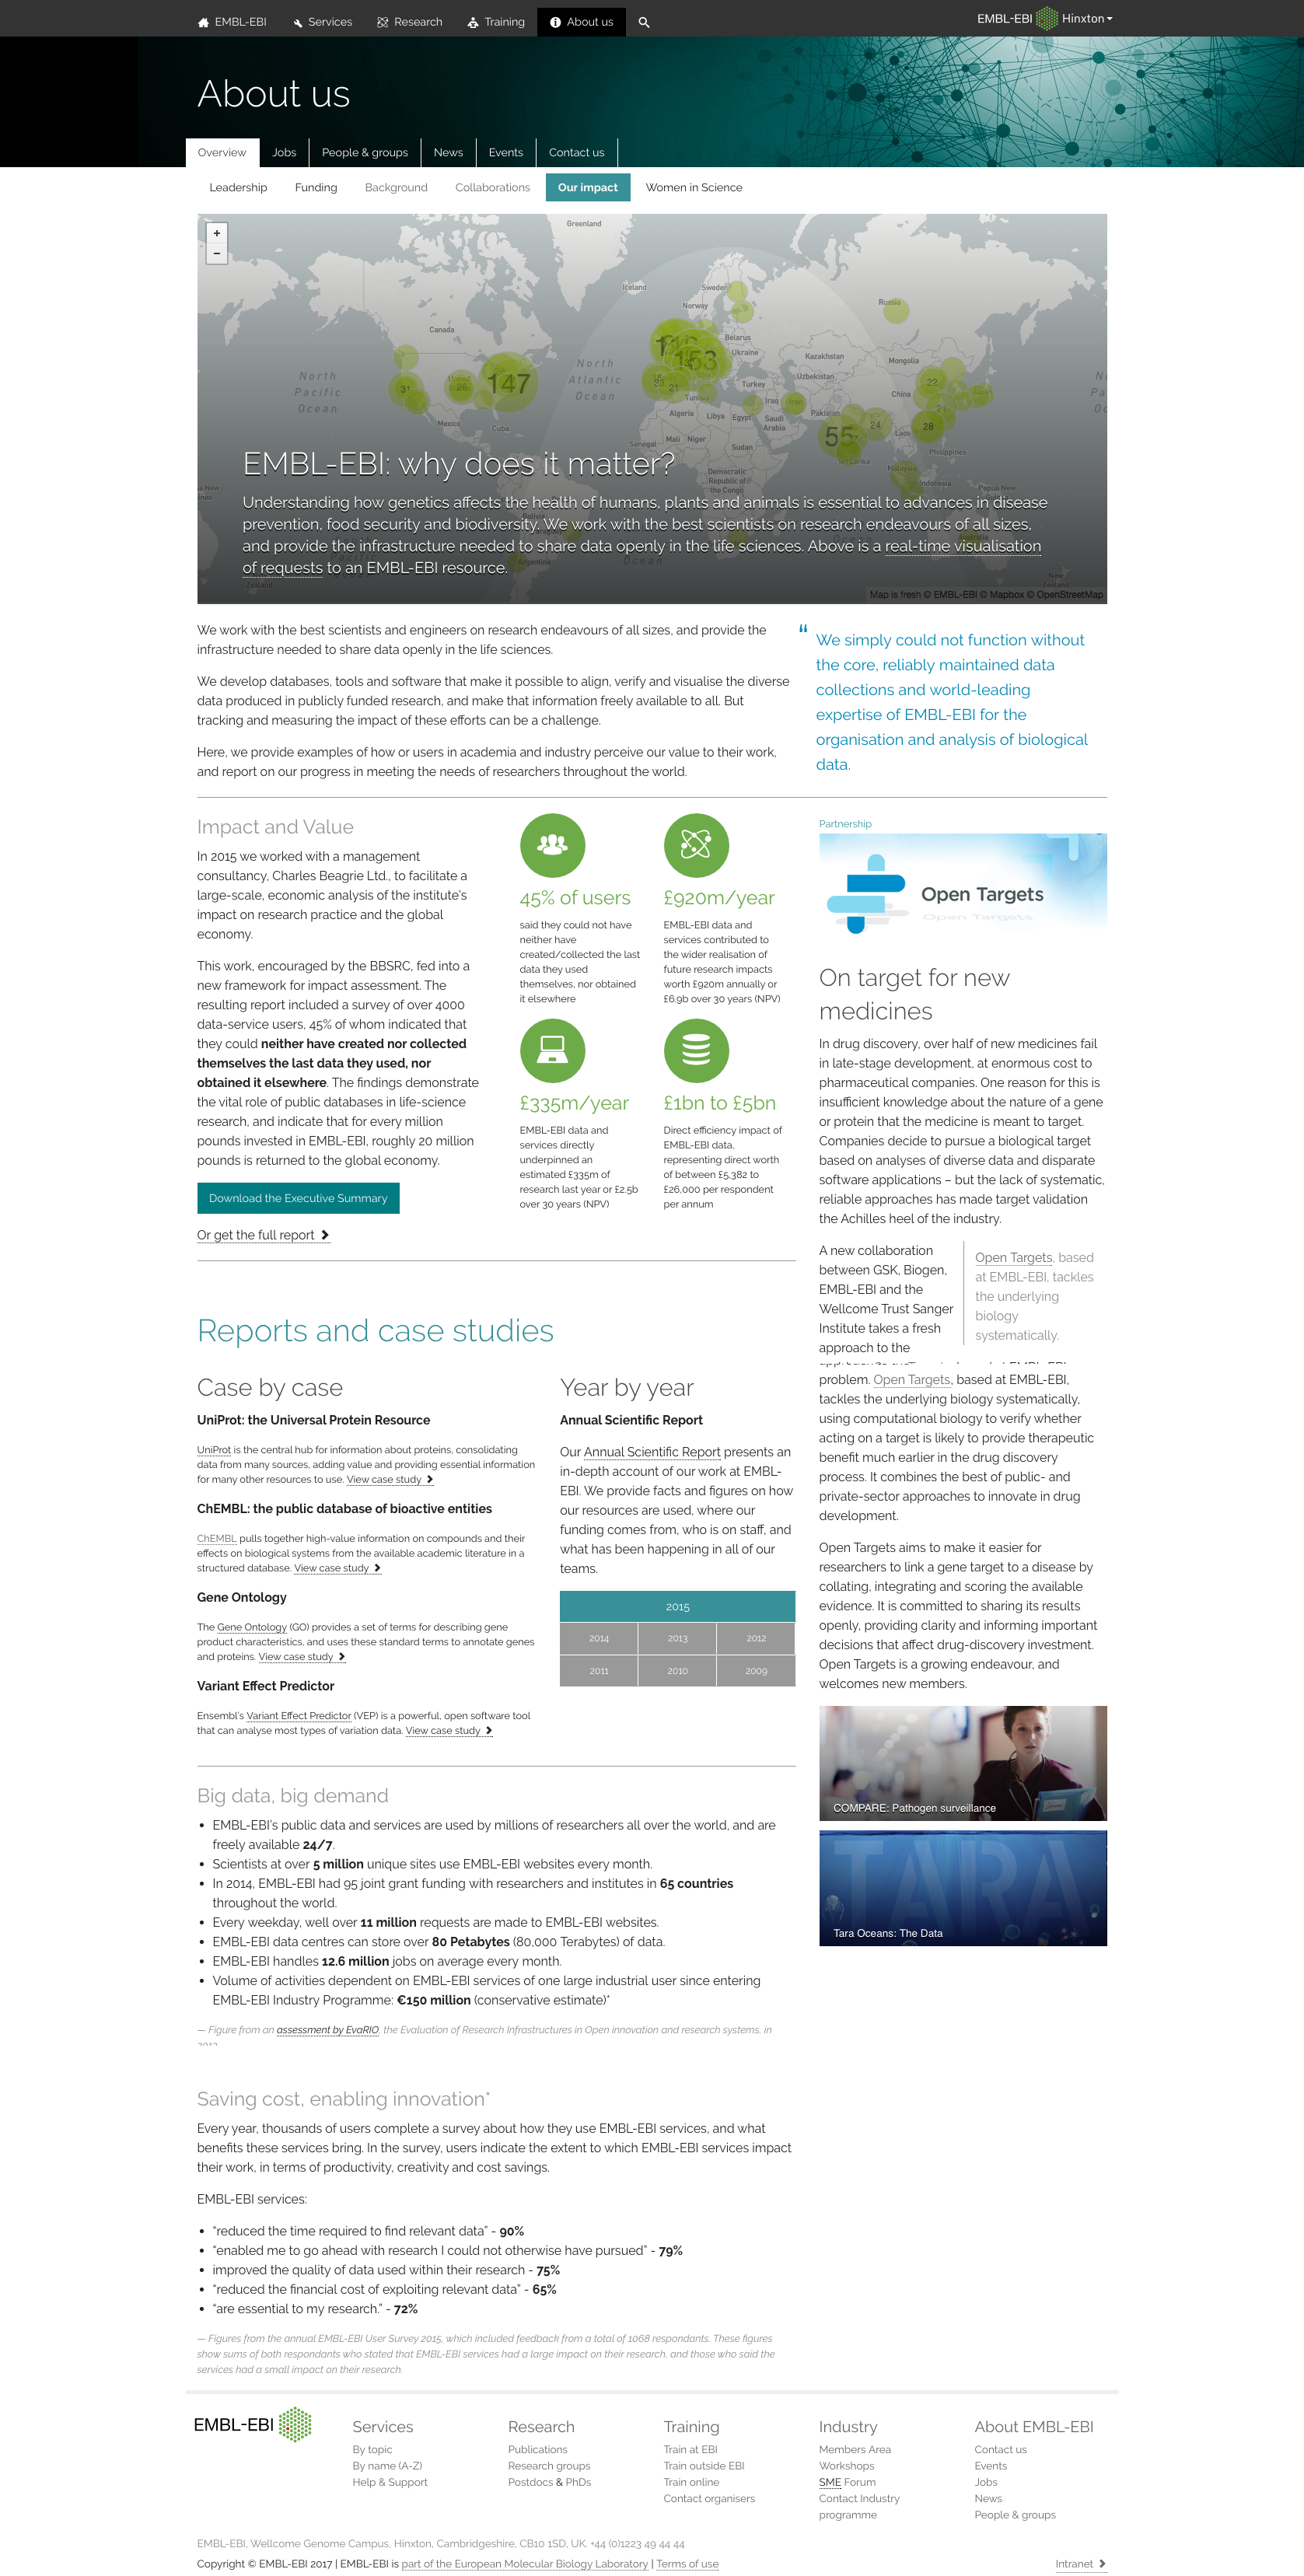 EMBL-EBI
Services
Research
Training
About us
EMBL-EBI Hinxton
About us
Overview
Jobs
People & groups
News
Events
Contact us
Leadership
Funding
Background
Collaborations
Our impact
Women in Science
+
−
Greenland
Iceland
Sweden
Norway
Russia
Canada
Belarus
Ukraine
Kazakhstan
Mongolia
Uzbekistan
Turkey
North Pacific Ocean
North Atlantic Ocean
31
26
147
153
33
21
22
China
Iraq
Algeria
Libya
Egypt
Saudi Arabia
Pakistan
24
28
55
Mexico
Cuba
Laos
Senegal
Mali
Niger
Sudan
Philippines
Malaysia
Indonesia
Democratic Republic of the Congo
EMBL-EBI: why does it matter?
Understanding how genetics affects the health of humans, plants and animals is essential to advances in disease
prevention, food security and biodiversity. We work with the best scientists on research endeavours of all sizes,
and provide the infrastructure needed to share data openly in the life sciences. Above is a real-time visualisation
of requests to an EMBL-EBI resource.
Map is fresh © EMBL-EBI © Mapbox © OpenStreetMap
We work with the best scientists and engineers on research endeavours of all sizes, and provide the
infrastructure needed to share data openly in the life sciences.
We develop databases, tools and software that make it possible to align, verify and visualise the diverse
data produced in publicly funded research, and make that information freely available to all. But
tracking and measuring the impact of these efforts can be a challenge.
Here, we provide examples of how or users in academia and industry perceive our value to their work,
and report on our progress in meeting the needs of researchers throughout the world.
“ We simply could not function without
the core, reliably maintained data
collections and world-leading
expertise of EMBL-EBI for the
organisation and analysis of biological
data.
Impact and Value
In 2015 we worked with a management
consultancy, Charles Beagrie Ltd., to facilitate a
large-scale, economic analysis of the institute's
impact on research practice and the global
economy.
This work, encouraged by the BBSRC, fed into a
new framework for impact assessment. The
resulting report included a survey of over 4000
data-service users, 45% of whom indicated that
they could neither have created nor collected
themselves the last data they used, nor
obtained it elsewhere. The findings demonstrate
the vital role of public databases in life-science
research, and indicate that for every million
pounds invested in EMBL-EBI, roughly 20 million
pounds is returned to the global economy.
Download the Executive Summary
Or get the full report
45% of users
said they could not have
neither have
created/collected the last
data they used
themselves, nor obtained
it elsewhere
£920m/year
EMBL-EBI data and
services contributed to
the wider realisation of
future research impacts
worth £920m annually or
£6.9b over 30 years (NPV)
£335m/year
EMBL-EBI data and
services directly
underpinned an
estimated £335m of
research last year or £2.5b
over 30 years (NPV)
£1bn to £5bn
Direct efficiency impact of
EMBL-EBI data,
representing direct worth
of between £5,382 to
£26,000 per respondent
per annum
Partnership
Open Targets
On target for new
medicines
In drug discovery, over half of new medicines fail
in late-stage development, at enormous cost to
pharmaceutical companies. One reason for this is
insufficient knowledge about the nature of a gene
or protein that the medicine is meant to target.
Companies decide to pursue a biological target
based on analyses of diverse data and disparate
software applications – but the lack of systematic,
reliable approaches has made target validation
the Achilles heel of the industry.
A new collaboration
between GSK, Biogen,
EMBL-EBI and the
Wellcome Trust Sanger
Institute takes a fresh
approach to the
Open Targets, based
at EMBL-EBI, tackles
the underlying
biology
systematically.
problem. Open Targets, based at EMBL-EBI,
tackles the underlying biology systematically,
using computational biology to verify whether
acting on a target is likely to provide therapeutic
benefit much earlier in the drug discovery
process. It combines the best of public- and
private-sector approaches to innovate in drug
development.
Open Targets aims to make it easier for
researchers to link a gene target to a disease by
collating, integrating and scoring the available
evidence. It is committed to sharing its results
openly, providing clarity and informing important
decisions that affect drug-discovery investment.
Open Targets is a growing endeavour, and
welcomes new members.
COMPARE: Pathogen surveillance
TARA
Tara Oceans: The Data
Reports and case studies
Case by case
UniProt: the Universal Protein Resource
UniProt is the central hub for information about proteins, consolidating
data from many sources, adding value and providing essential information
for many other resources to use. View case study
ChEMBL: the public database of bioactive entities
ChEMBL pulls together high-value information on compounds and their
effects on biological systems from the available academic literature in a
structured database. View case study
Gene Ontology
The Gene Ontology (GO) provides a set of terms for describing gene
product characteristics, and uses these standard terms to annotate genes
and proteins. View case study
Variant Effect Predictor
Ensembl's Variant Effect Predictor (VEP) is a powerful, open software tool
that can analyse most types of variation data. View case study
Year by year
Annual Scientific Report
Our Annual Scientific Report presents an
in-depth account of our work at EMBL-
EBI. We provide facts and figures on how
our resources are used, where our
funding comes from, who is on staff, and
what has been happening in all of our
teams.
2015
2014 2013 2012
2011 2010 2009
Big data, big demand
• EMBL-EBI's public data and services are used by millions of researchers all over the world, and are
freely available 24/7.
• Scientists at over 5 million unique sites use EMBL-EBI websites every month.
• In 2014, EMBL-EBI had 95 joint grant funding with researchers and institutes in 65 countries
throughout the world.
• Every weekday, well over 11 million requests are made to EMBL-EBI websites.
• EMBL-EBI data centres can store over 80 Petabytes (80,000 Terabytes) of data.
• EMBL-EBI handles 12.6 million jobs on average every month.
• Volume of activities dependent on EMBL-EBI services of one large industrial user since entering
EMBL-EBI Industry Programme: €150 million (conservative estimate)*
— Figure from an assessment by EvaRIO, the Evaluation of Research Infrastructures in Open innovation and research systems, in
Saving cost, enabling innovation*
Every year, thousands of users complete a survey about how they use EMBL-EBI services, and what
benefits these services bring. In the survey, users indicate the extent to which EMBL-EBI services impact
their work, in terms of productivity, creativity and cost savings.
EMBL-EBI services:
• “reduced the time required to find relevant data” - 90%
• “enabled me to go ahead with research I could not otherwise have pursued” - 79%
• improved the quality of data used within their research - 75%
• “reduced the financial cost of exploiting relevant data” - 65%
• “are essential to my research.” - 72%
— Figures from the annual EMBL-EBI User Survey 2015, which included feedback from a total of 1068 respondants. These figures
show sums of both respondants who stated that EMBL-EBI services had a large impact on their research, and those who said the
services had a small impact on their research.
EMBL-EBI
Services
By topic
By name (A-Z)
Help & Support
Research
Publications
Research groups
Postdocs & PhDs
Training
Train at EBI
Train outside EBI
Train online
Contact organisers
Industry
Members Area
Workshops
SME Forum
Contact Industry
programme
About EMBL-EBI
Contact us
Events
Jobs
News
People & groups
EMBL-EBI, Wellcome Genome Campus, Hinxton, Cambridgeshire, CB10 1SD, UK. +44 (0)1223 49 44 44
Copyright © EMBL-EBI 2017 | EMBL-EBI is part of the European Molecular Biology Laboratory | Terms of use
Intranet